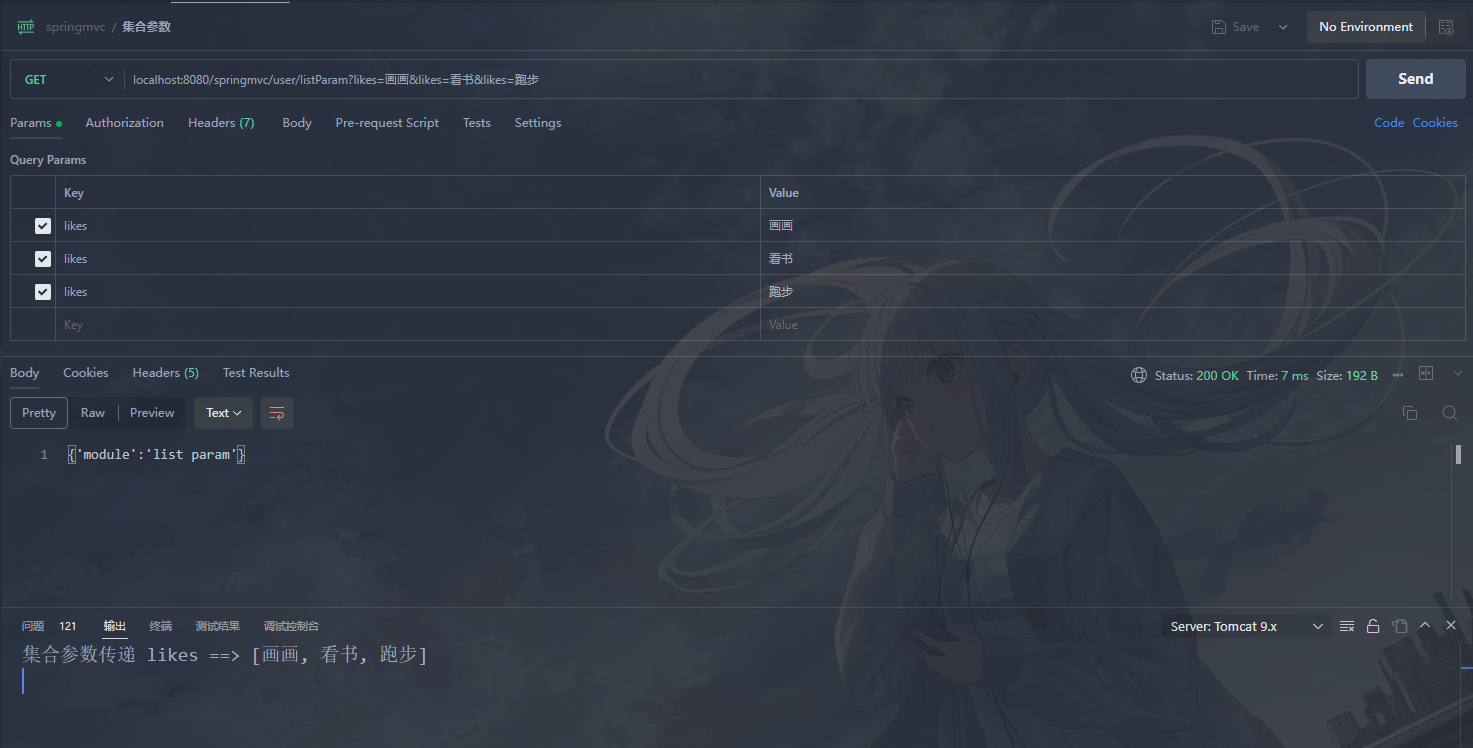 HTTP springmvc / 集合参数 Save No Environment
GET localhost:8080/springmvc/user/listParam?likes=画画&likes=看书&likes=跑步 Send
Params Authorization Headers (7) Body Pre-request Script Tests Settings Code Cookies
Query Params
Key Value
likes 画画
likes 看书
likes 跑步
Key Value
Body Cookies Headers (5) Test Results Status: 200 OK Time: 7 ms Size: 192 B
Pretty Raw Preview Text
1 {'module':'list param'}
问题 121 输出 终端 测试结果 调试控制台 Server: Tomcat 9.x
集合参数传递 likes ==> [画画, 看书, 跑步]